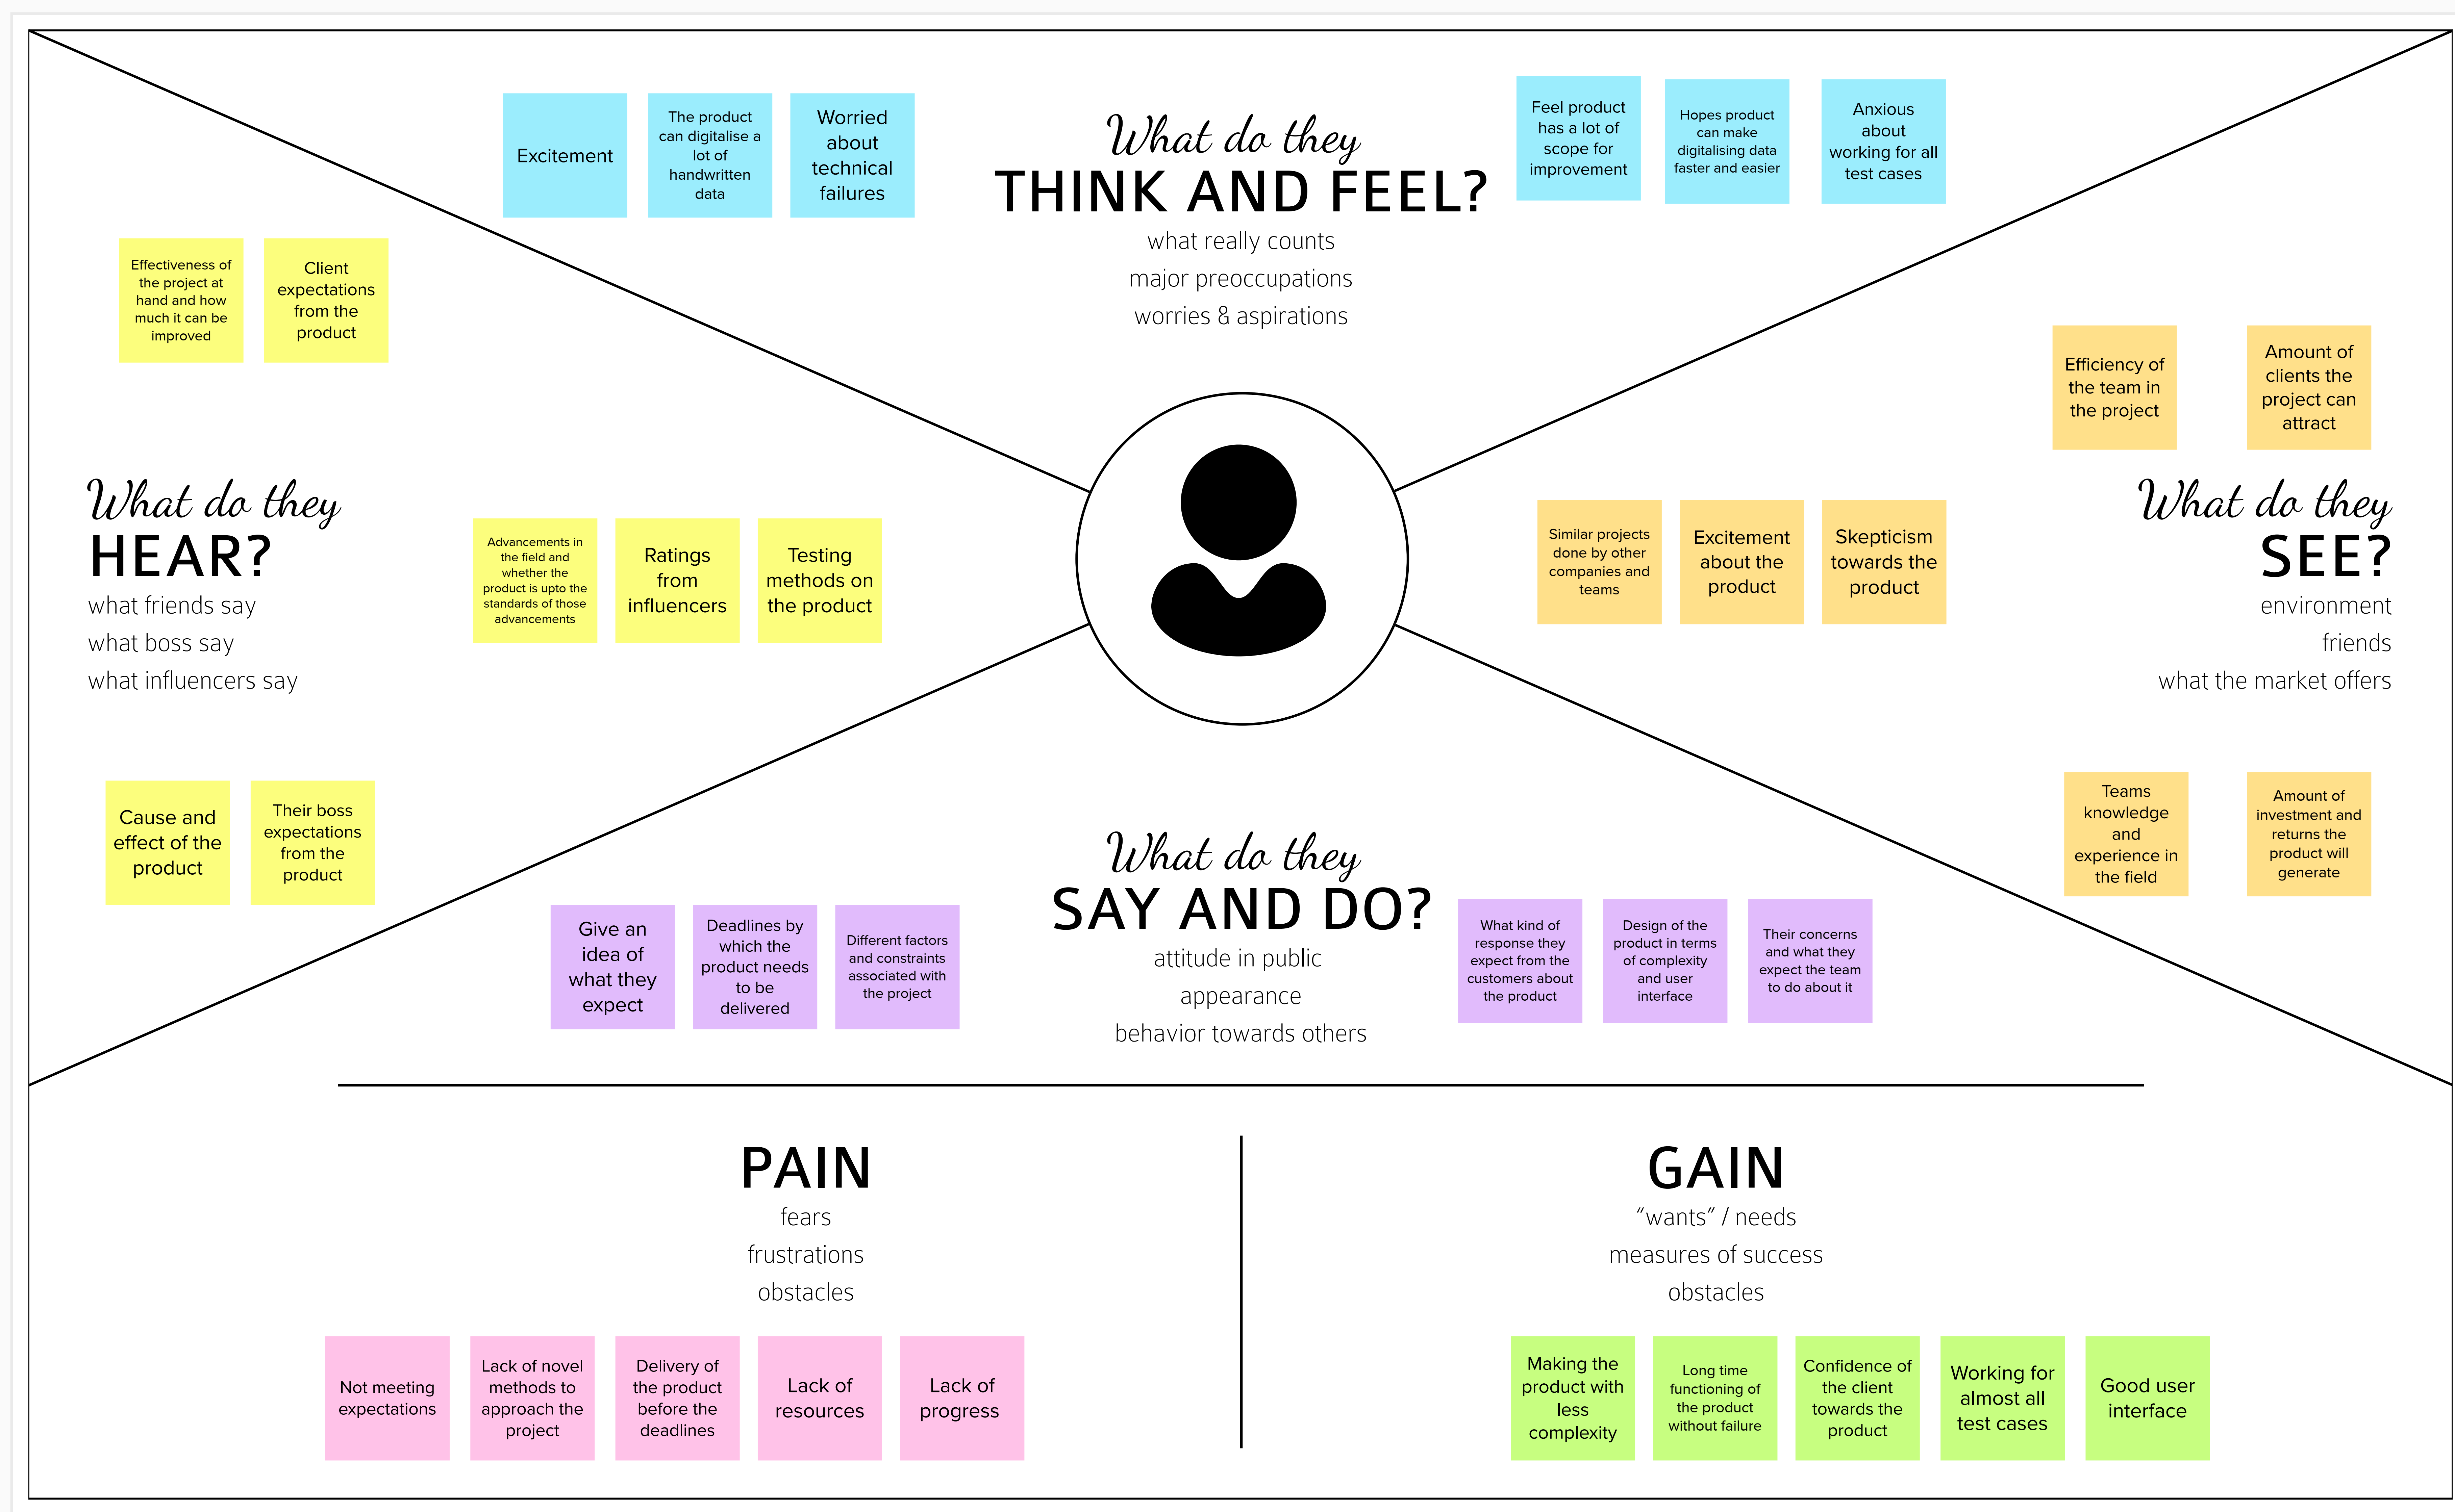 What do they
THINK AND FEEL?
what really counts
major preoccupations
worries & aspirations
Excitement
The product
can digitalise a
lot of
handwritten
data
Worried
about
technical
failures
Feel product
has a lot of
scope for
improvement
Hopes product
can make
digitalising data
faster and easier
Anxious
about
working for all
test cases
Effectiveness of
the project at
hand and how
much it can be
improved
Client
expectations
from the
product
What do they
HEAR?
what friends say
what boss say
what influencers say
Advancements in
the field and
whether the
product is upto the
standards of those
advancements
Ratings
from
influencers
Testing
methods on
the product
Cause and
effect of the
product
Their boss
expectations
from the
product
Efficiency of
the team in
the project
Amount of
clients the
project can
attract
Similar projects
done by other
companies and
teams
Excitement
about the
product
Skepticism
towards the
product
What do they
SEE?
environment
friends
what the market offers
Teams
knowledge
and
experience in
the field
Amount of
investment and
returns the
product will
generate
What do they
SAY AND DO?
attitude in public
appearance
behavior towards others
Give an
idea of
what they
expect
Deadlines by
which the
product needs
to be
delivered
Different factors
and constraints
associated with
the project
What kind of
response they
expect from the
customers about
the product
Design of the
product in terms
of complexity
and user
interface
Their concerns
and what they
expect the team
to do about it
PAIN
fears
frustrations
obstacles
Not meeting
expectations
Lack of novel
methods to
approach the
project
Delivery of
the product
before the
deadlines
Lack of
resources
Lack of
progress
GAIN
“wants” / needs
measures of success
obstacles
Making the
product with
less
complexity
Long time
functioning of
the product
without failure
Confidence of
the client
towards the
product
Working for
almost all
test cases
Good user
interface